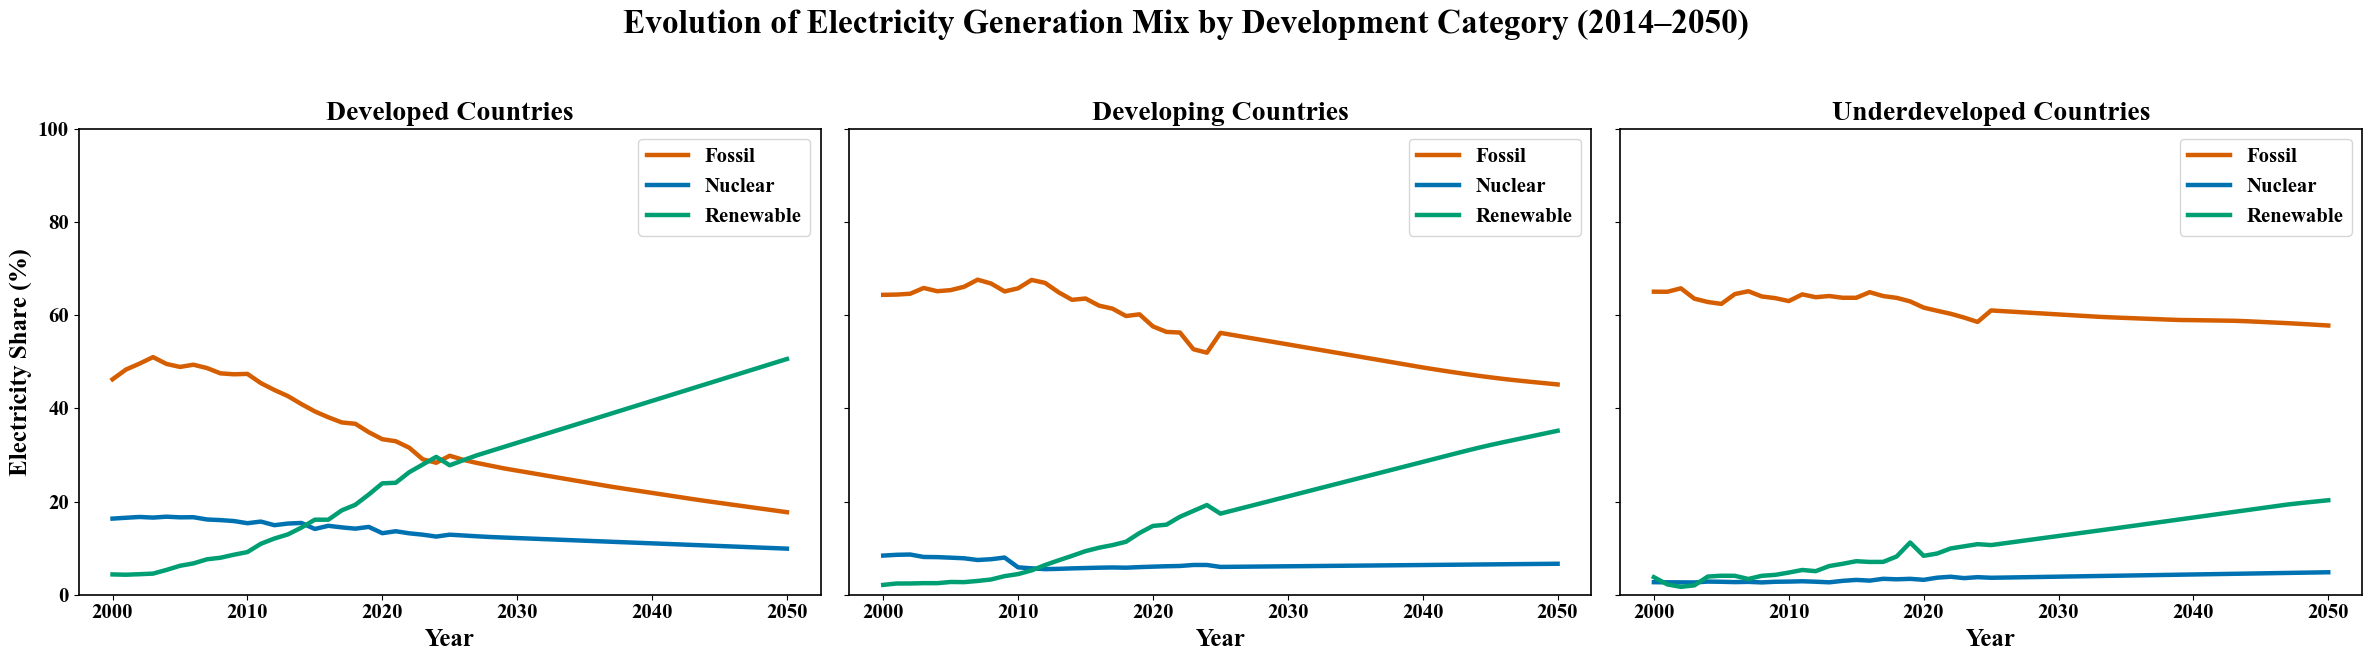 Evolution of Electricity Generation Mix by Development Category (2014–2050)
Developed Countries
Developing Countries
Underdeveloped Countries
Electricity Share (%)
100
80
60
40
20
0
Fossil
Nuclear
Renewable
2000 2010 2020 2030 2040 2050
Year
Fossil
Nuclear
Renewable
2000 2010 2020 2030 2040 2050
Year
Fossil
Nuclear
Renewable
2000 2010 2020 2030 2040 2050
Year